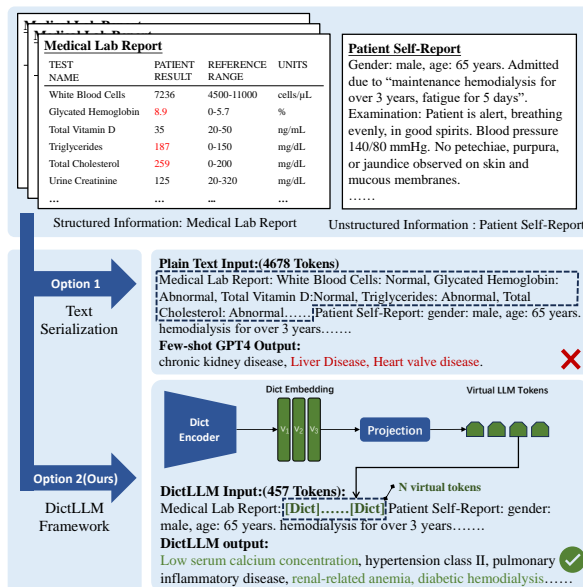 Medical Lab Report
Medical Lab Report
Medical Lab Report
TEST NAME PATIENT RESULT REFERENCE RANGE UNITS
White Blood Cells 7236 4500-11000 cells/μL
Glycated Hemoglobin 8.9 0-5.7 %
Total Vitamin D 35 20-50 ng/mL
Triglycerides 187 0-150 mg/dL
Total Cholesterol 259 0-200 mg/dL
Urine Creatinine 125 20-320 mg/dL
… … ... …
Structured Information: Medical Lab Report
Patient Self-Report
Gender: male, age: 65 years. Admitted
due to “maintenance hemodialysis for
over 3 years, fatigue for 5 days”.
Examination: Patient is alert, breathing
evenly, in good spirits. Blood pressure
140/80 mmHg. No petechiae, purpura,
or jaundice observed on skin and
mucous membranes.
……
Unstructured Information : Patient Self-Report
Option 1
Text
Serialization
Plain Text Input:(4678 Tokens)
Medical Lab Report: White Blood Cells: Normal, Glycated Hemoglobin:
Abnormal, Total Vitamin D:Normal, Triglycerides: Abnormal, Total
Cholesterol: Abnormal……Patient Self-Report: gender: male, age: 65 years.
hemodialysis for over 3 years…….
Few-shot GPT4 Output:
chronic kidney disease, Liver Disease, Heart valve disease.
Option 2(Ours)
DictLLM
Framework
Dict
Encoder
Dict Embedding
V1 V2 V3
Projection
Virtual LLM Tokens
N virtual tokens
DictLLM Input:(457 Tokens):
Medical Lab Report: [Dict]……[Dict] Patient Self-Report: gender:
male, age: 65 years. hemodialysis for over 3 years…….
DictLLM output:
Low serum calcium concentration, hypertension class II, pulmonary
inflammatory disease, renal-related anemia, diabetic hemodialysis……